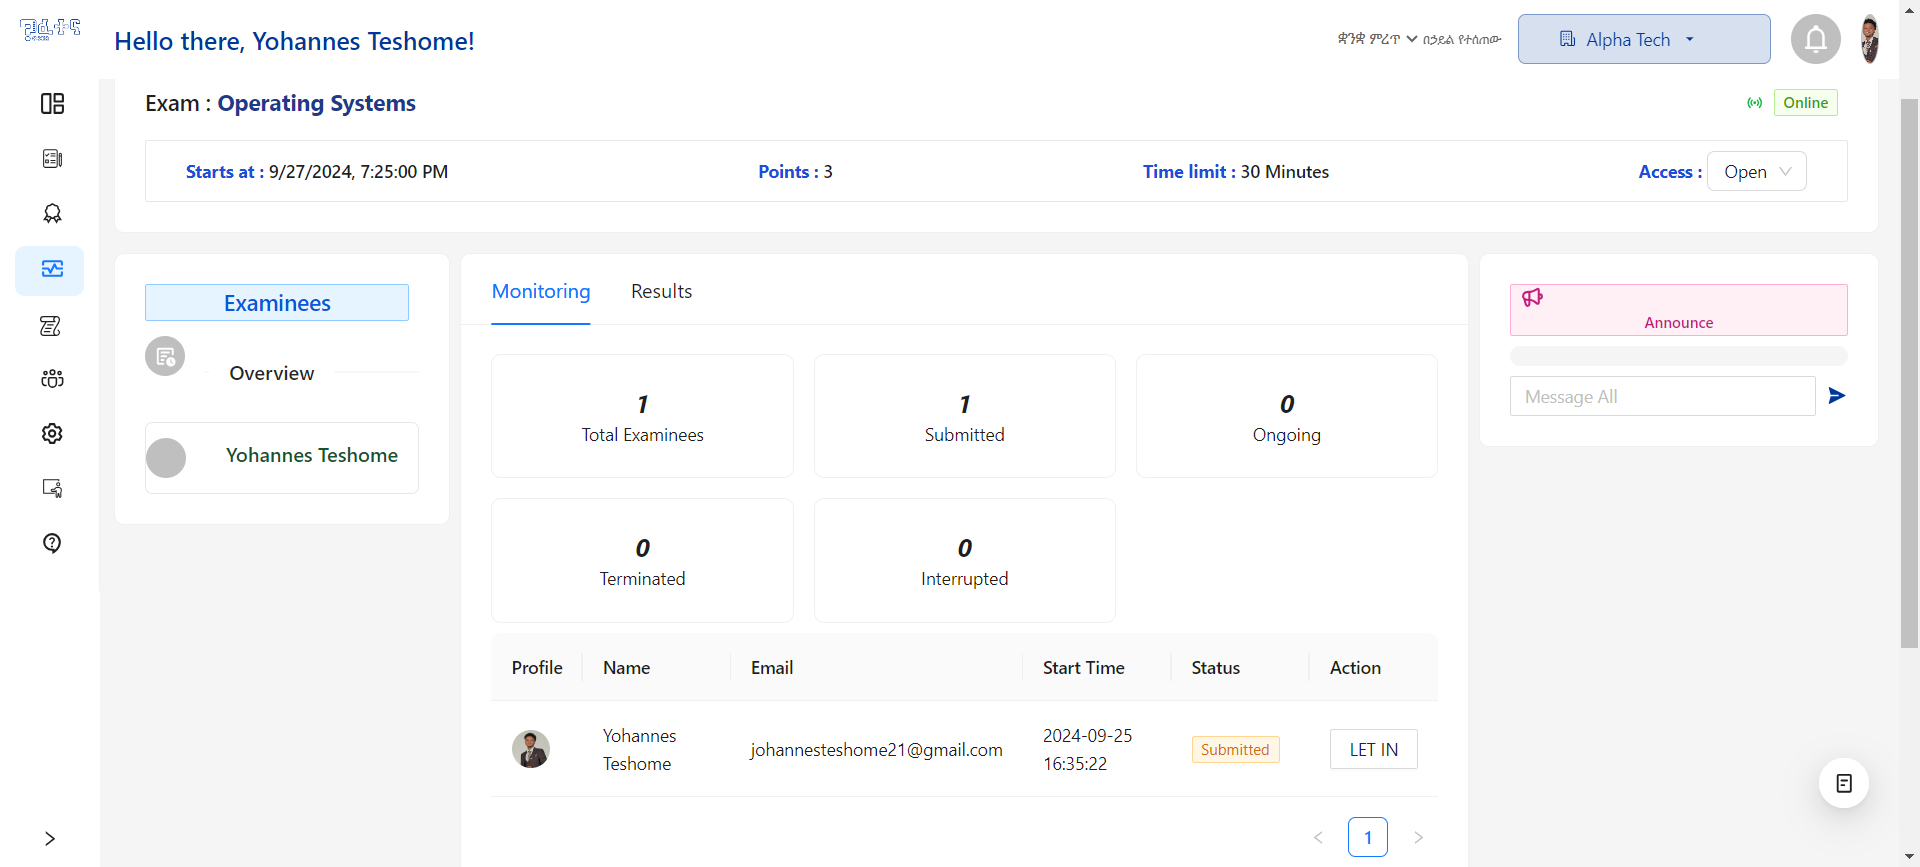 ፈተና
Hello there, Yohannes Teshome!
ቋንቋ ምረጥ በኃይል የተሰጠው
Alpha Tech
Exam : Operating Systems
Online
Starts at : 9/27/2024, 7:25:00 PM
Points : 3
Time limit : 30 Minutes
Access : Open
Examinees
Overview
Yohannes Teshome
Monitoring Results
1
Total Examinees
1
Submitted
0
Ongoing
0
Terminated
0
Interrupted
Announce
Message All
Profile Name Email Start Time Status Action
Yohannes
Teshome
johannesteshome21@gmail.com
2024-09-25
16:35:22
Submitted
LET IN
1